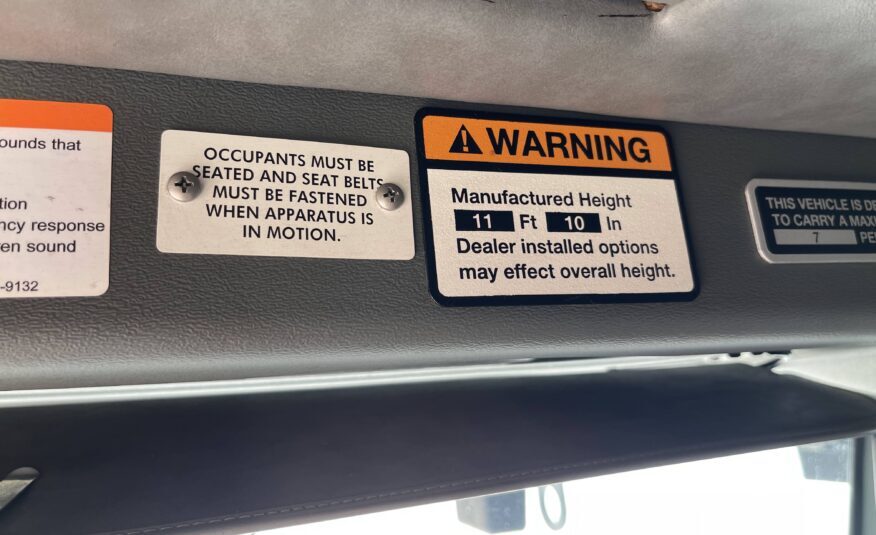 ounds that
tion
ncy response
en sound
-9132
OCCUPANTS MUST BE
SEATED AND SEAT BELTS
MUST BE FASTENED
WHEN APPARATUS IS
IN MOTION.
WARNING
Manufactured Height
11 Ft 10 In
Dealer installed options
may effect overall height.
THIS VEHICLE IS DE
TO CARRY A MAX
7 PE